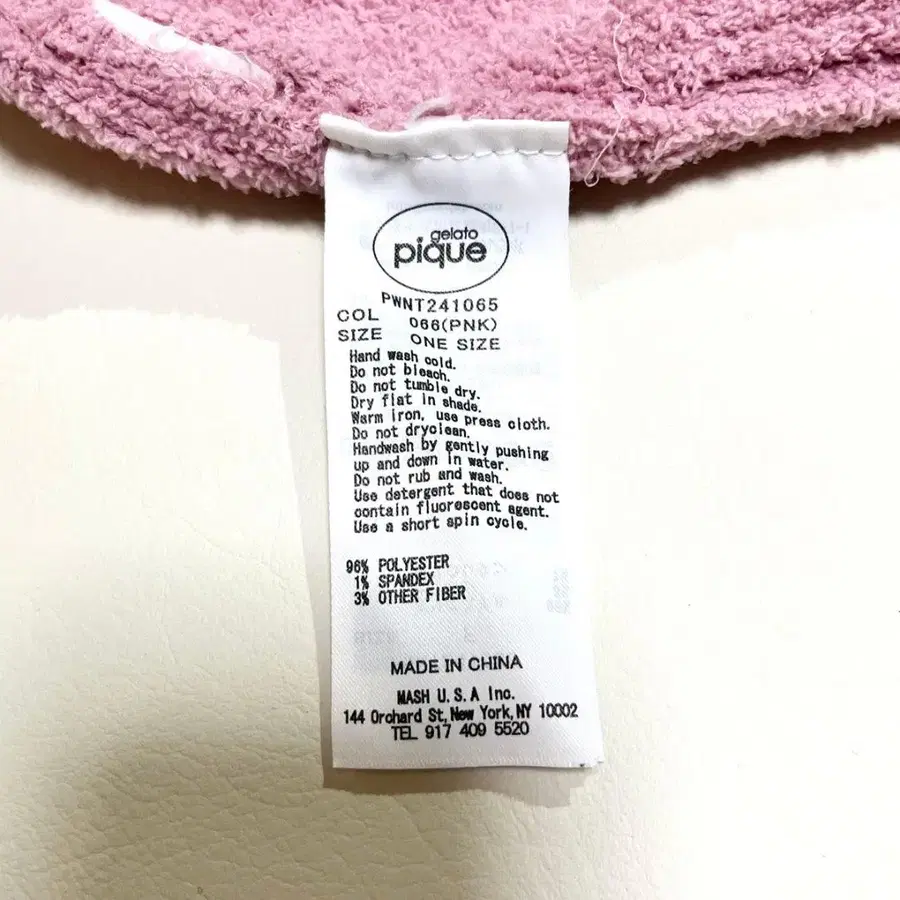 gelato
pique
PWNT241065
COL 066(PNK)
SIZE ONE SIZE
Hand wash cold.
Do not bleach.
Do not tumble dry.
Dry flat in shade.
Warm iron, use press cloth.
Do not dryclean.
Handwash by gently pushing
up and down in water.
Do not rub and wash.
Use detergent that does not
contain fluorescent agent.
Use a short spin cycle.
96% POLYESTER
1% SPANDEX
3% OTHER FIBER
MADE IN CHINA
MASH U.S.A Inc.
144 Orchard St, New York, NY 10002
TEL 917 409 5520